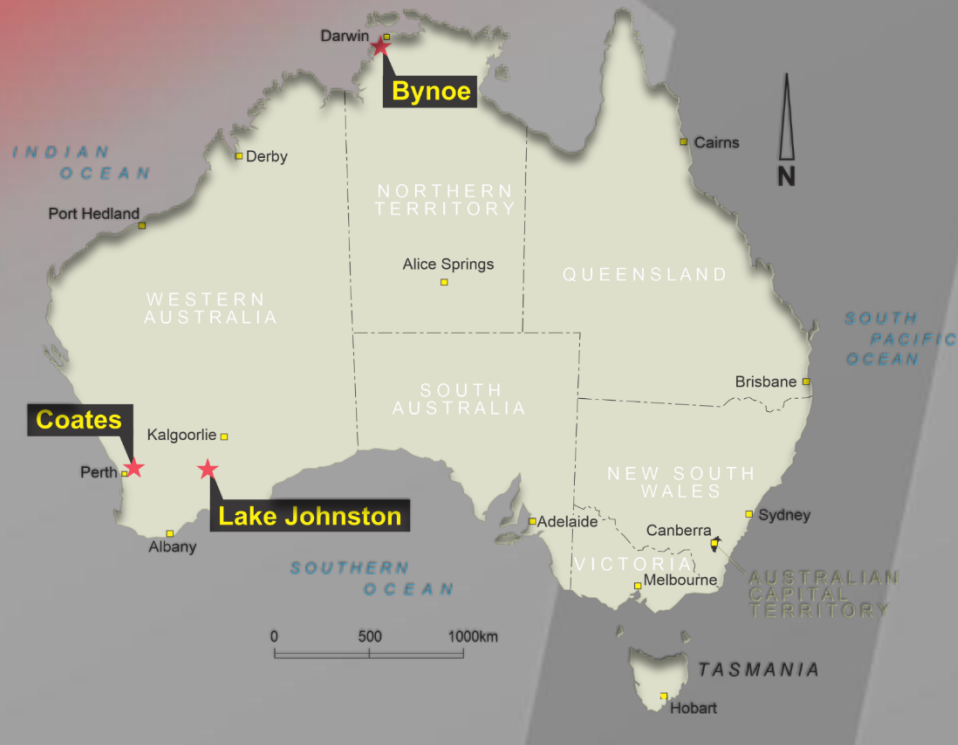 Darwin
Bynoe
INDIAN
OCEAN
Derby
Cairns
N
Port Hedland
NORTHERN
TERRITORY
Alice Springs
QUEENSLAND
WESTERN
AUSTRALIA
SOUTH
PACIFIC
OCEAN
Brisbane
SOUTH
AUSTRALIA
Coates
Kalgoorlie
Perth
NEW SOUTH
WALES
Lake Johnston
Adelaide
Sydney
Canberra
Albany
VICTORIA
SOUTHERN
OCEAN
Melbourne
AUSTRALIAN
CAPITAL
TERRITORY
0 500 1000km
TASMANIA
Hobart